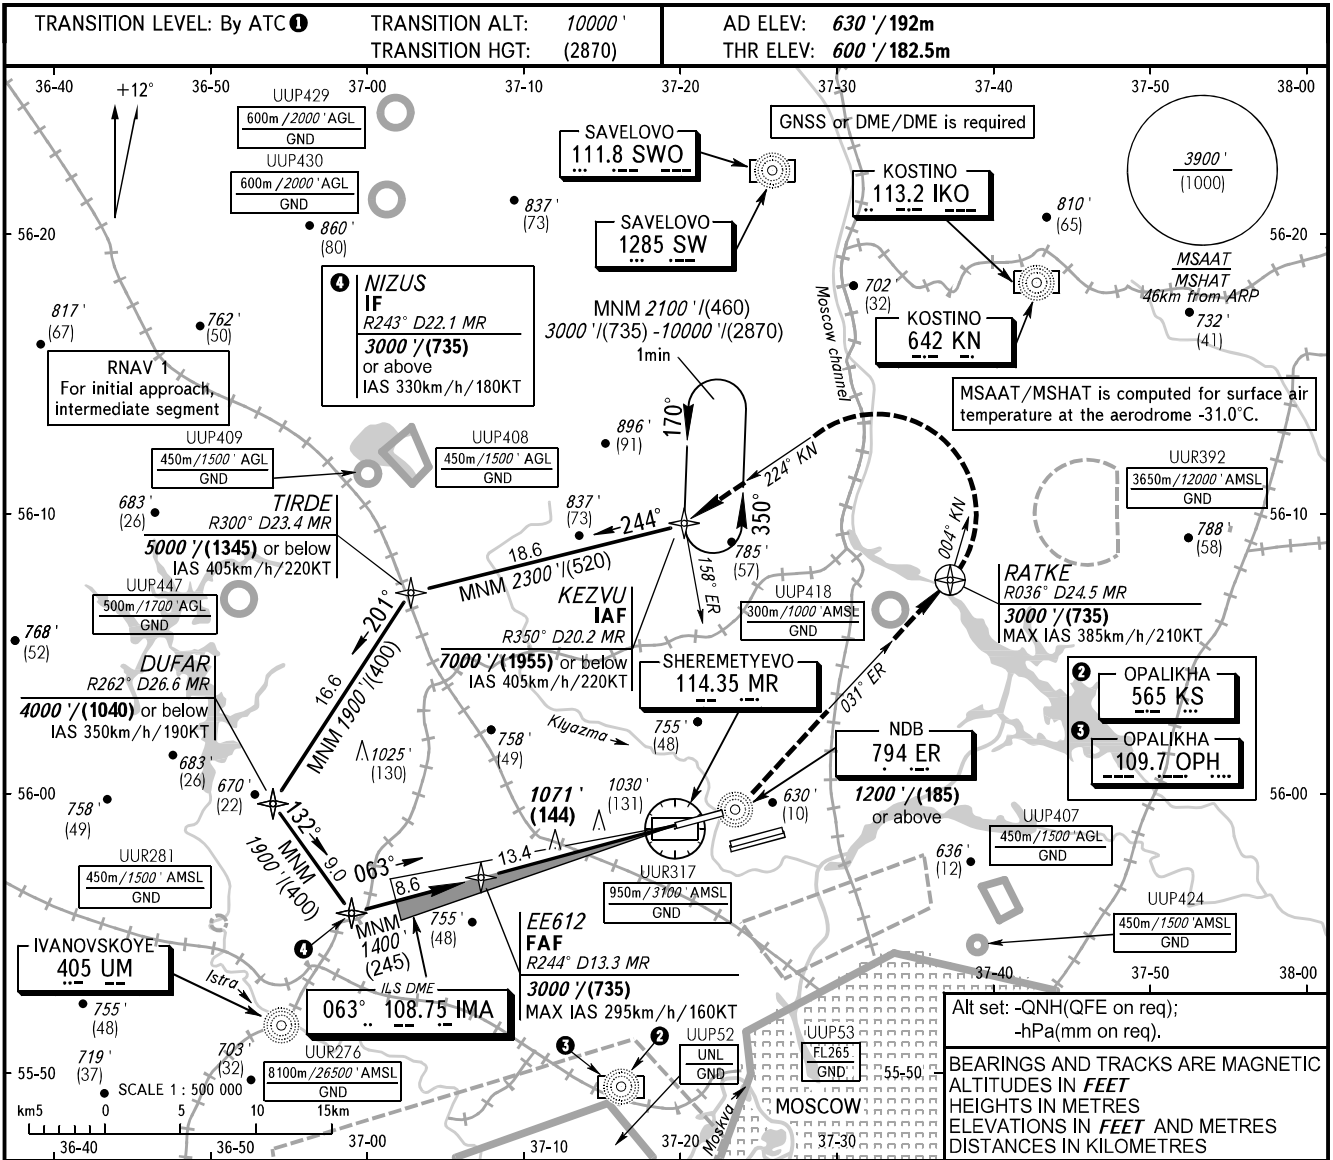 TRANSITION LEVEL: By ATC ❶
TRANSITION ALT: 10000 '
TRANSITION HGT: (2870)
AD ELEV: 630 '/192m
THR ELEV: 600 '/182.5m
36-40
36-50
37-00
37-10
37-20
37-30
37-40
37-50
38-00
+12°
UUP429
600m/2000 'AGL
GND
UUP430
600m/2000 'AGL
GND
SAVELOVO
111.8 SWO
SAVELOVO
1285 SW
GNSS or DME/DME is required
KOSTINO
113.2 IKO
KOSTINO
642 KN
3900 '
(1000)
MSAAT
MSHAT
46km from ARP
56-20
56-20
860 '
(80)
837 '
(73)
810 '
(65)
702 '
(32)
732 '
(41)
817 '
(67)
762 '
(50)
❹ NIZUS
IF
R243° D22.1 MR
3000 '/(735)
or above
IAS 330km/h/180KT
MNM 2100 '/(460)
3000 '/(735) -10000 '/(2870)
1min
Moscow channel
RNAV 1
For initial approach,
intermediate segment
MSAAT/MSHAT is computed for surface air
temperature at the aerodrome -31.0°C.
170°
350°
896 '
(91)
224° KN
UUP409
450m/1500 ' AGL
GND
UUP408
450m/1500 ' AGL
GND
UUR392
3650m/12000 'AMSL
GND
683 '
(26)
TIRDE
R300° D23.4 MR
5000 '/(1345) or below
IAS 405km/h/220KT
837 '
(73)
244°
18.6
MNM 2300 '/(520)
785 '
(57)
158° ER
004° KN
56-10
56-10
788 '
(58)
UUP447
500m/1700 'AGL
GND
201°
16.6
MNM 1900 '/(400)
KEZVU
IAF
R350° D20.2 MR
7000 '/(1955) or below
IAS 405km/h/220KT
UUP418
300m/1000 'AMSL
GND
RATKE
R036° D24.5 MR
3000 '/(735)
MAX IAS 385km/h/210KT
768 '
(52)
DUFAR
R262° D26.6 MR
4000 '/(1040) or below
IAS 350km/h/190KT
SHEREMETYEVO
114.35 MR
031° ER
❷ OPALIKHA
565 KS
❸ OPALIKHA
109.7 OPH
Klyazma
755 '
(48)
758 '
(49)
NDB
794 ER
1200 '/(185)
or above
683 '
(26)
1025 '
(130)
1030 '
(131)
1071 '
(144)
670 '
(22)
758 '
(49)
56-00
56-00
630 '
(10)
UUP407
450m/1500 'AGL
GND
636 '
(12)
132°
9.0
MNM
1900 '/(400)
063°
8.6
13.4
UUR281
450m/1500 ' AMSL
GND
UUR317
950m/3100 ' AMSL
GND
UUP424
450m/1500 'AMSL
GND
MNM
1400 '
(245)
755 '
(48)
EE612
FAF
R244° D13.3 MR
3000 '/(735)
MAX IAS 295km/h/160KT
❹
IVANOVSKOYE
405 UM
Istra
ILS DME
063° 108.75 IMA
755 '
(48)
719 '
(37)
703 '
(32)
UUR276
8100m/26500 'AMSL
GND
❸
❷
UUP52
UNL
GND
UUP53
FL265
GND
37-40
37-50
38-00
Alt set: -QNH(QFE on req);
-hPa(mm on req).
55-50
55-50
MOSCOW
Moskva
SCALE 1 : 500 000
km5 0 5 10 15km
BEARINGS AND TRACKS ARE MAGNETIC
ALTITUDES IN FEET
HEIGHTS IN METRES
ELEVATIONS IN FEET AND METRES
DISTANCES IN KILOMETRES
36-40
36-50
37-00
37-10
37-20
37-30